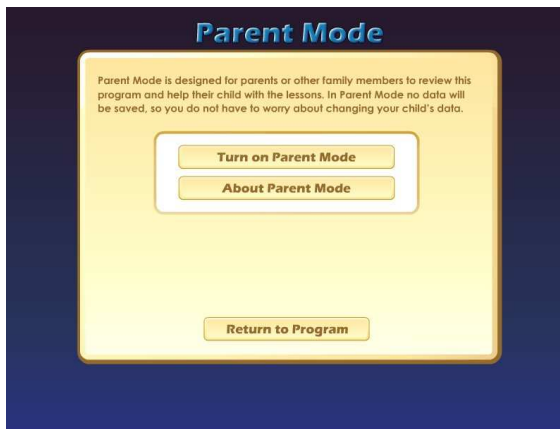 Parent Mode
Parent Mode is designed for parents or other family members to review this
program and help their child with the lessons. In Parent Mode no data will
be saved, so you do not have to worry about changing your child's data.
Turn on Parent Mode
About Parent Mode
Return to Program